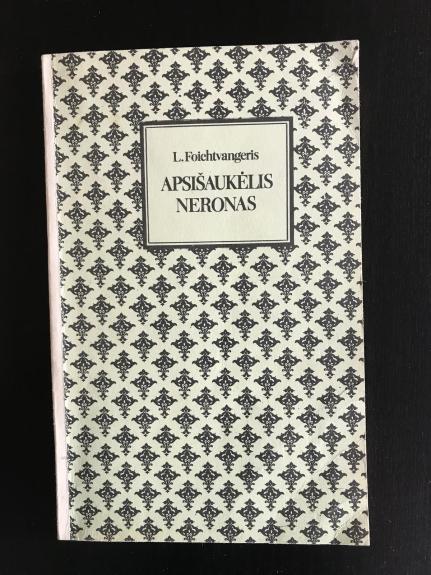 L. Foichtvangeris
APSIŠAUKĖLIS
NERONAS